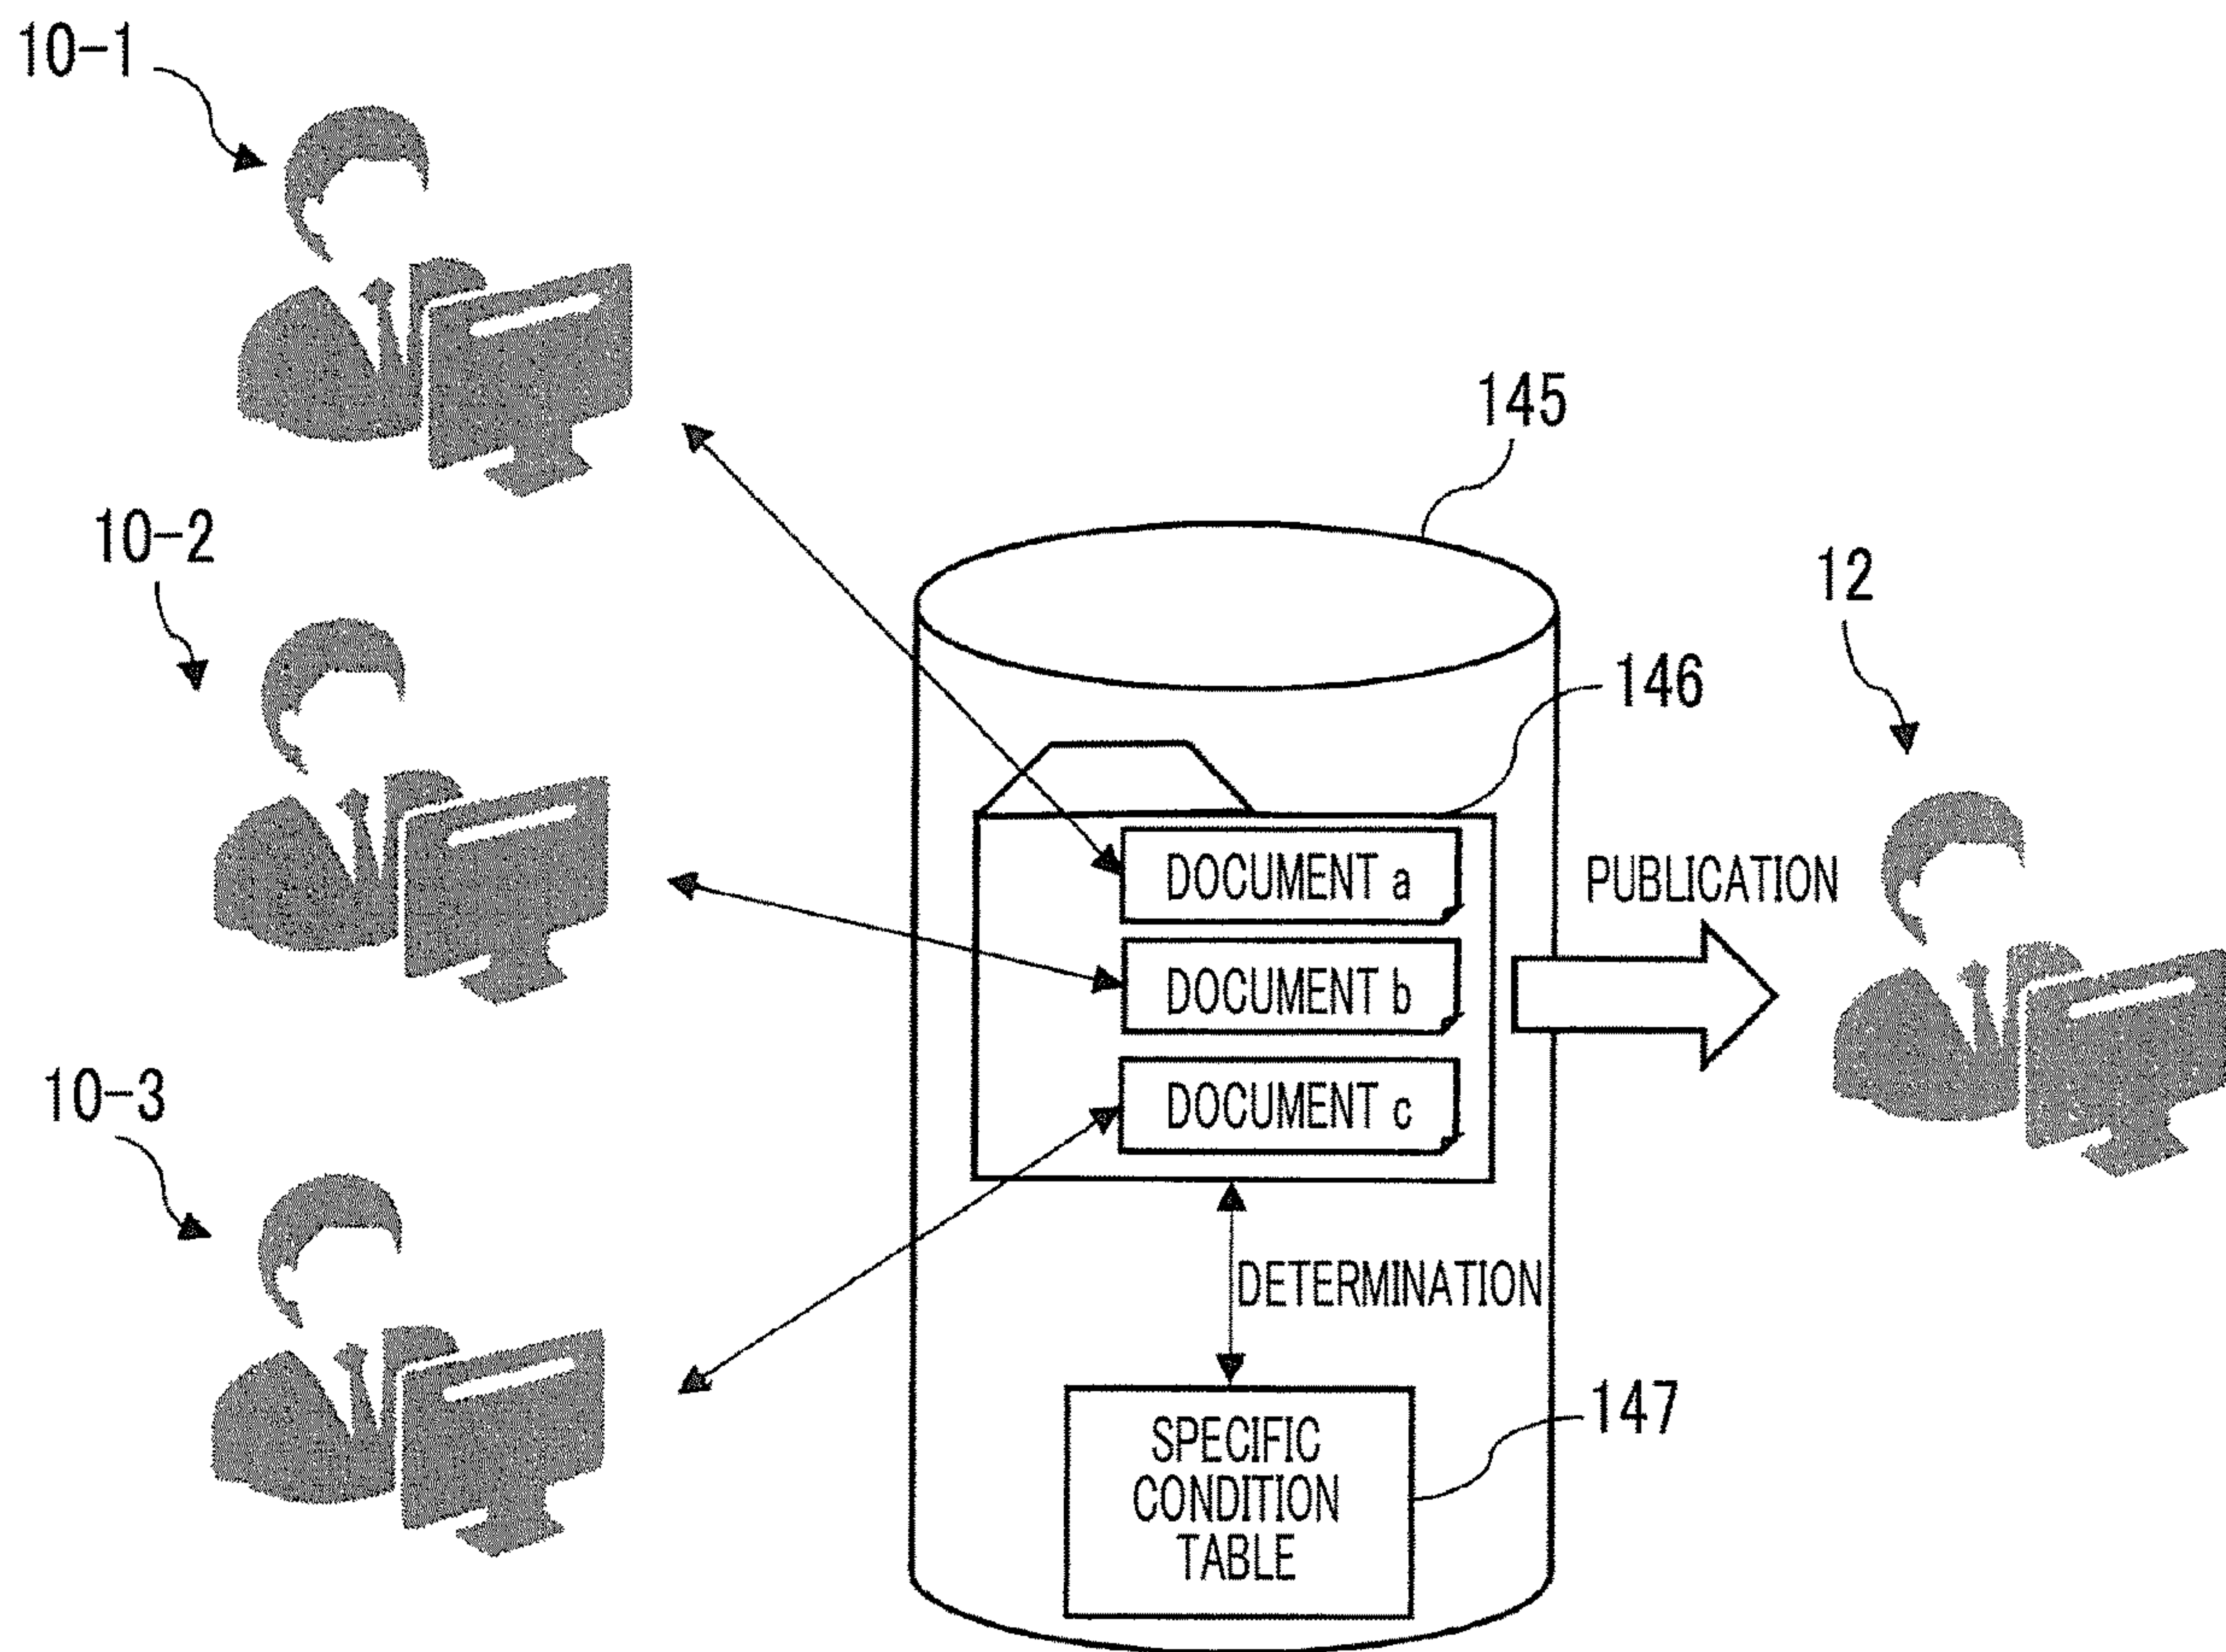 10-1
145
10-2
12
146
DOCUMENT a
PUBLICATION
DOCUMENT b
10-3
DOCUMENT c
DETERMINATION
147
SPECIFIC
CONDITION
TABLE